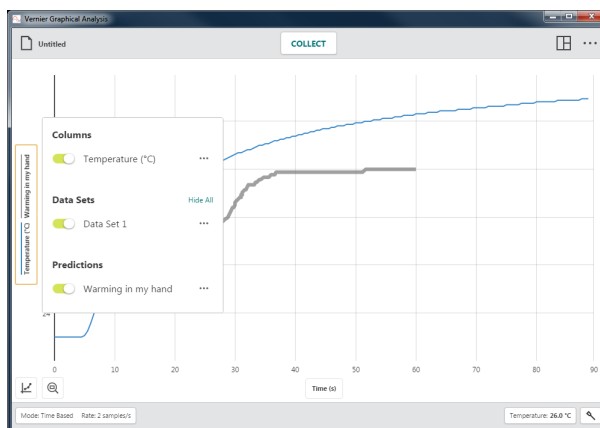 Vernier Graphical Analysis
Untitled
COLLECT
Columns
Temperature (°C)
Data Sets
Hide All
Data Set 1
Predictions
Warming in my hand
Temperature (°C) Warming in my hand
24
0 10 20 30 40 50 60 70 80 90
Time (s)
Mode: Time Based Rate: 2 samples/s
Temperature: 26.0 °C